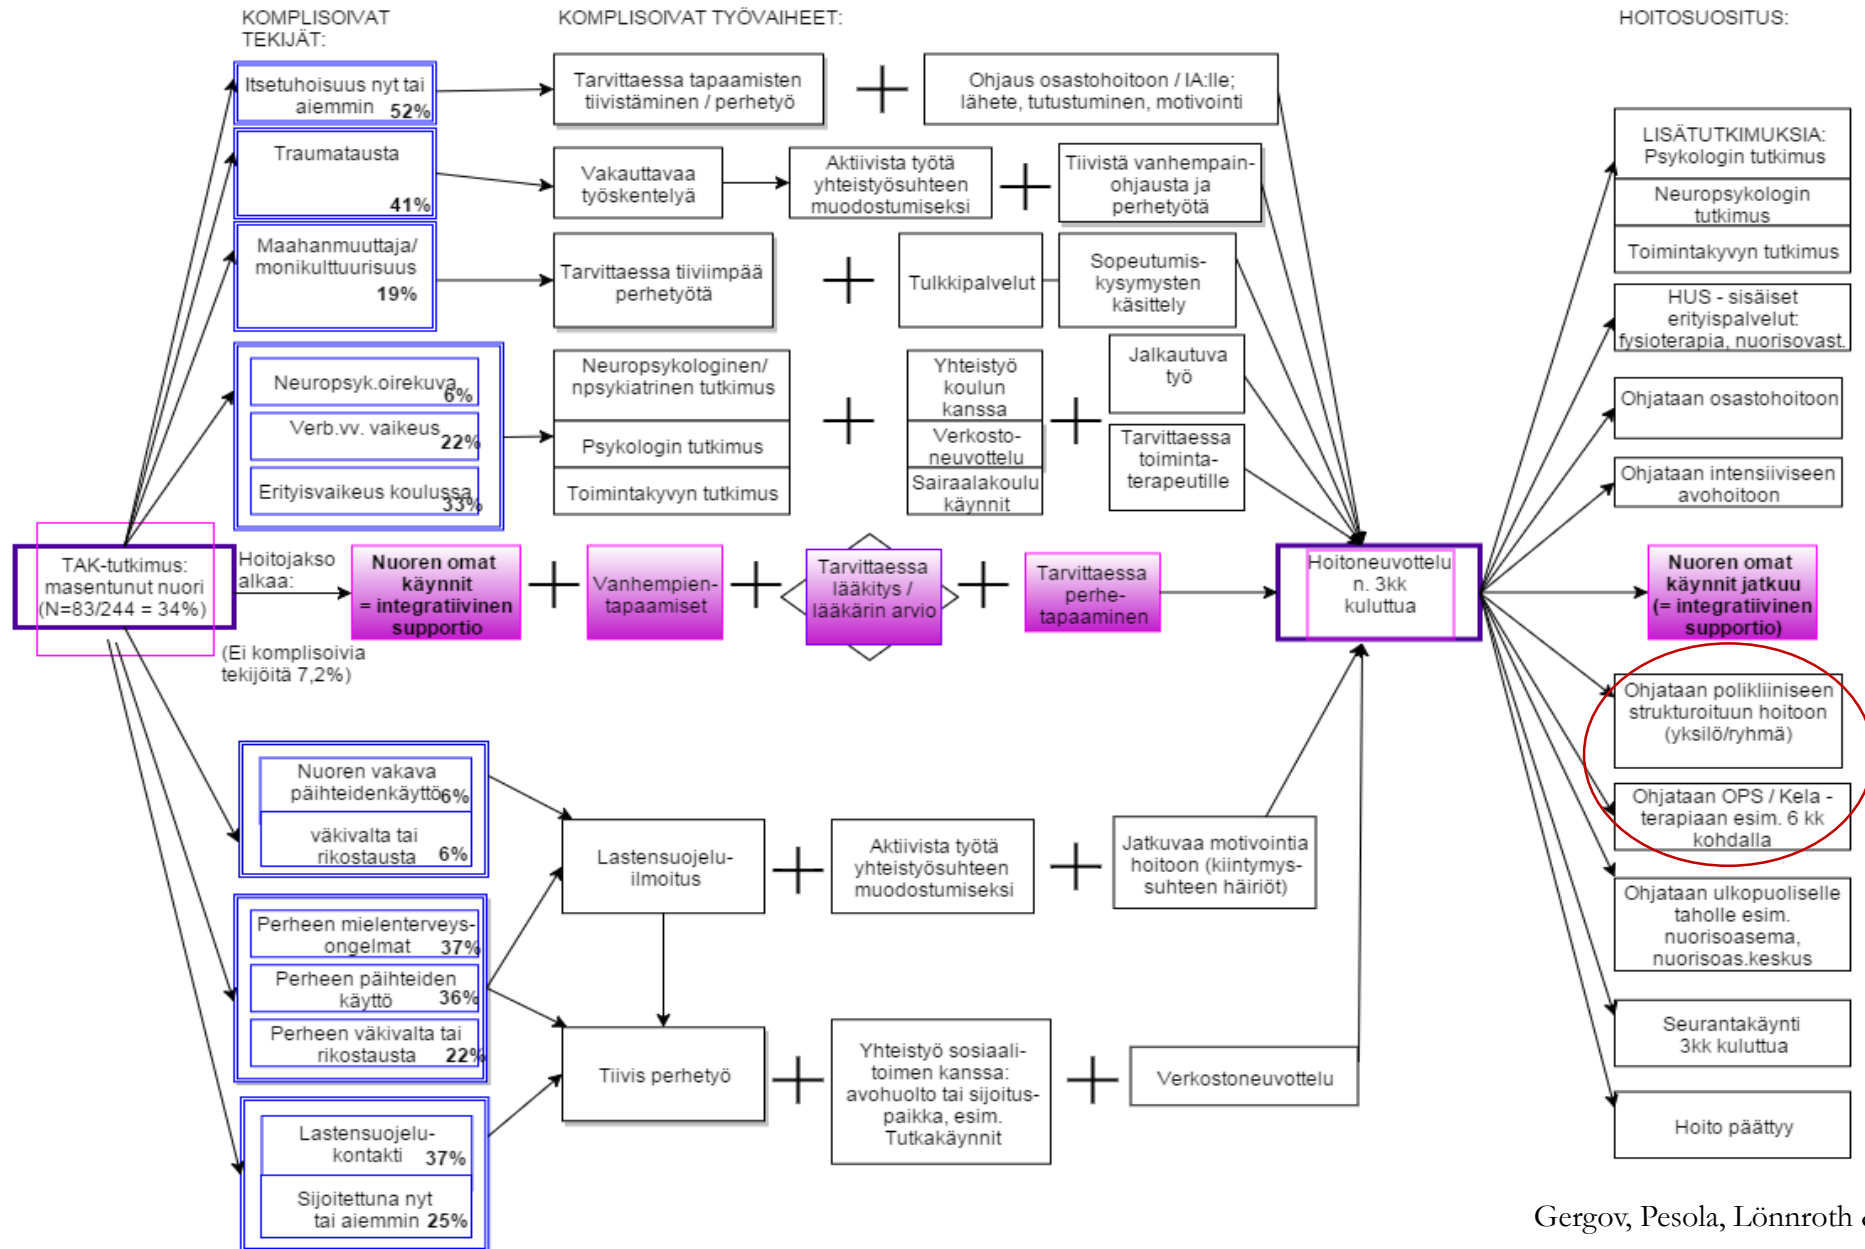 KOMPLISOIVAT
TEKIJÄT:
KOMPLISOIVAT TYÖVAIHEET:
HOITOSUOSITUS:
Itsetuhoisuus nyt tai
aiemmin 52%
Tarvittaessa tapaamisten
tiivistäminen / perhetyö
Ohjaus osastohoitoon / IA:lle;
lähete, tutustuminen, motivointi
Traumatausta
41%
Vakauttavaa
työskentelyä
Aktiivista työtä
yhteistyösuhteen
muodostumiseksi
Tiivistä vanhempain-
ohjausta ja
perhetyötä
Maahanmuuttaja/
monikulttuurisuus
19%
Tarvittaessa tiiviimpää
perhetyötä
Tulkkipalvelut
Sopeutumis-
kysymysten
käsittely
Neuropsyk.oirekuva
6%
Verb.vv. vaikeus
22%
Erityisvaikeus koulussa
33%
Neuropsykologinen/
npsykiatrinen tutkimus
Psykologin tutkimus
Toimintakyvyn tutkimus
Yhteistyö
koulun
kanssa
Verkosto-
neuvottelu
Sairaalakoulu
käynnit
Jalkautuva
työ
Tarvittaessa
toiminta-
terapeutille
TAK-tutkimus:
masentunut nuori
(N=83/244 = 34%)
Hoitojakso
alkaa:
(Ei komplisoivia
tekijöitä 7,2%)
Nuoren omat
käynnit
= integratiivinen
supportio
Vanhempien-
tapaamiset
Tarvittaessa
lääkitys /
lääkärin arvio
Tarvittaessa
perhe-
tapaaminen
Hoitoneuvottelu
n. 3kk
kuluttua
Nuoren vakava
päihteidenkäyttö 6%
väkivalta tai
rikostausta 6%
Lastensuojelu-
ilmoitus
Aktiivista työtä
yhteistyösuhteen
muodostumiseksi
Jatkuvaa motivointia
hoitoon (kiintymys-
suhteen häiriöt)
Perheen mielenterveys-
ongelmat 37%
Perheen päihteiden
käyttö 36%
Perheen väkivalta tai
rikostausta 22%
Tiivis perhetyö
Yhteistyö sosiaali-
toimen kanssa:
avohuolto tai sijoitus-
paikka, esim.
Tutkakäynnit
Verkostoneuvottelu
Lastensuojelu-
kontakti 37%
Sijoitettuna nyt
tai aiemmin 25%
LISÄTUTKIMUKSIA:
Psykologin tutkimus
Neuropsykologin
tutkimus
Toimintakyvyn tutkimus
HUS - sisäiset
erityispalvelut:
fysioterapia, nuorisovast.
Ohjataan osastohoitoon
Ohjataan intensiiviseen
avohoitoon
Nuoren omat
käynnit jatkuu
(= integratiivinen
supportio)
Ohjataan polikliiniseen
strukturoituun hoitoon
(yksilö/ryhmä)
Ohjataan OPS / Kela -
terapiaan esim. 6 kk
kohdalla
Ohjataan ulkopuoliselle
taholle esim.
nuorisoasema,
nuorisoas.keskus
Seurantakäynti
3kk kuluttua
Hoito päättyy
Gergov, Pesola, Lönnroth